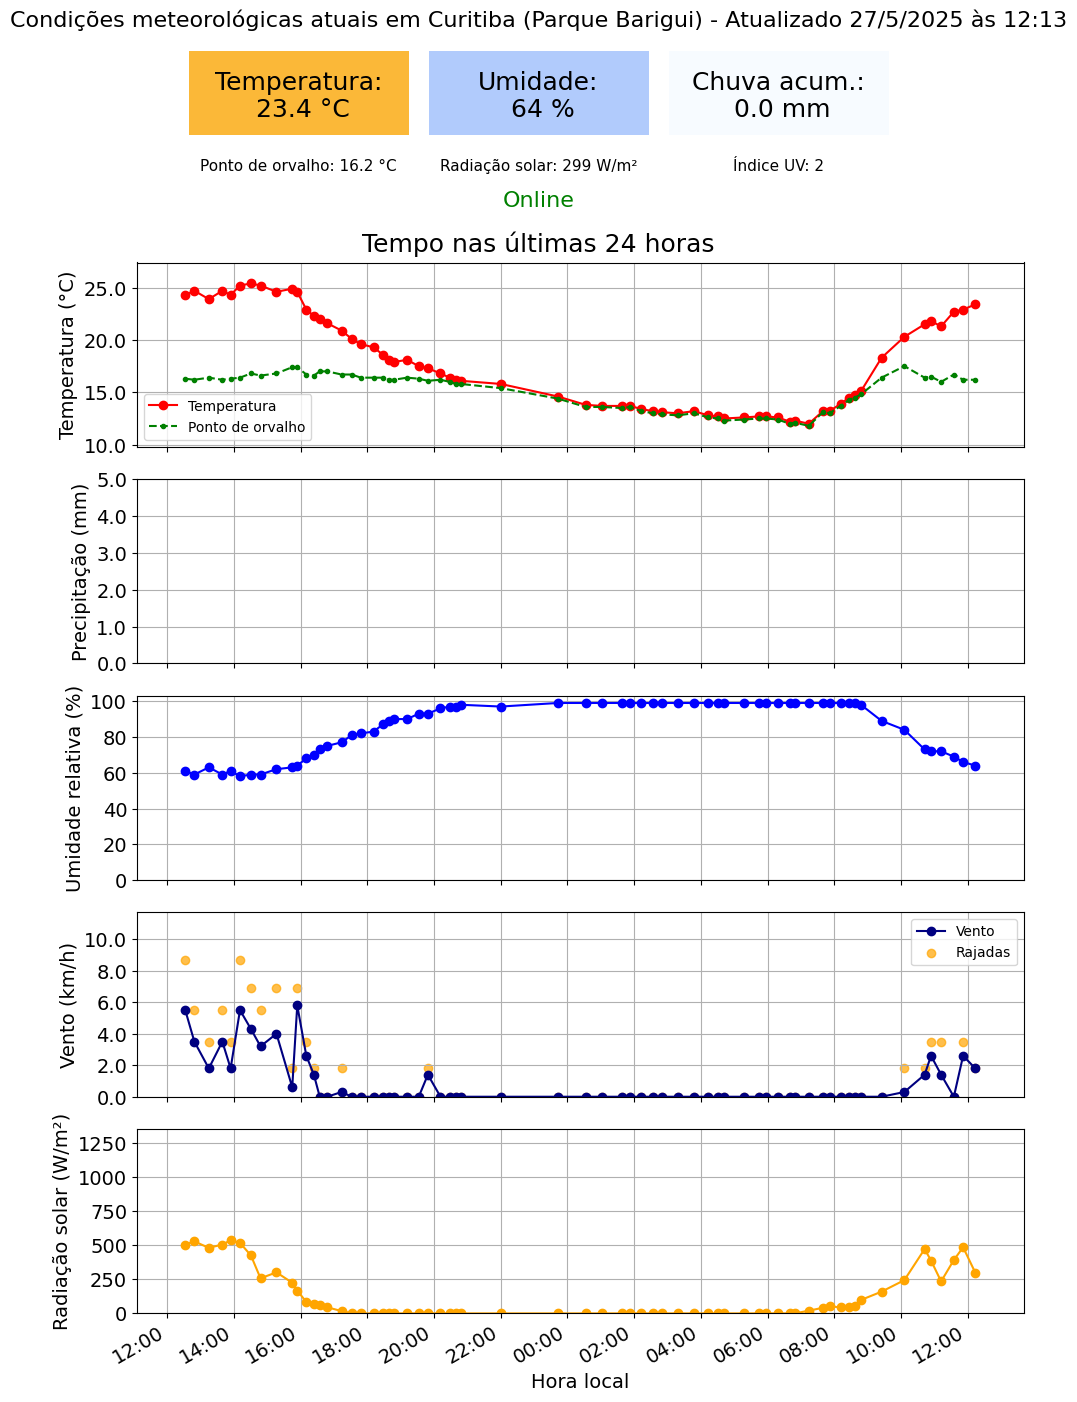 Condições meteorológicas atuais em Curitiba (Parque Barigui) - Atualizado 27/5/2025 às 12:13
Temperatura:
23.4 °C
Umidade:
64 %
Chuva acum.:
0.0 mm
Ponto de orvalho: 16.2 °C
Radiação solar: 299 W/m²
Índice UV: 2
Online
Tempo nas últimas 24 horas
Temperatura (°C)
25.0
20.0
15.0
10.0
Temperatura
Ponto de orvalho
Precipitação (mm)
5.0
4.0
3.0
2.0
1.0
0.0
Umidade relativa (%)
100
80
60
40
20
0
Vento (km/h)
10.0
8.0
6.0
4.0
2.0
0.0
Vento
Rajadas
Radiação solar (W/m²)
1250
1000
750
500
250
0
12:00
14:00
16:00
18:00
20:00
22:00
00:00
02:00
04:00
06:00
08:00
10:00
12:00
Hora local